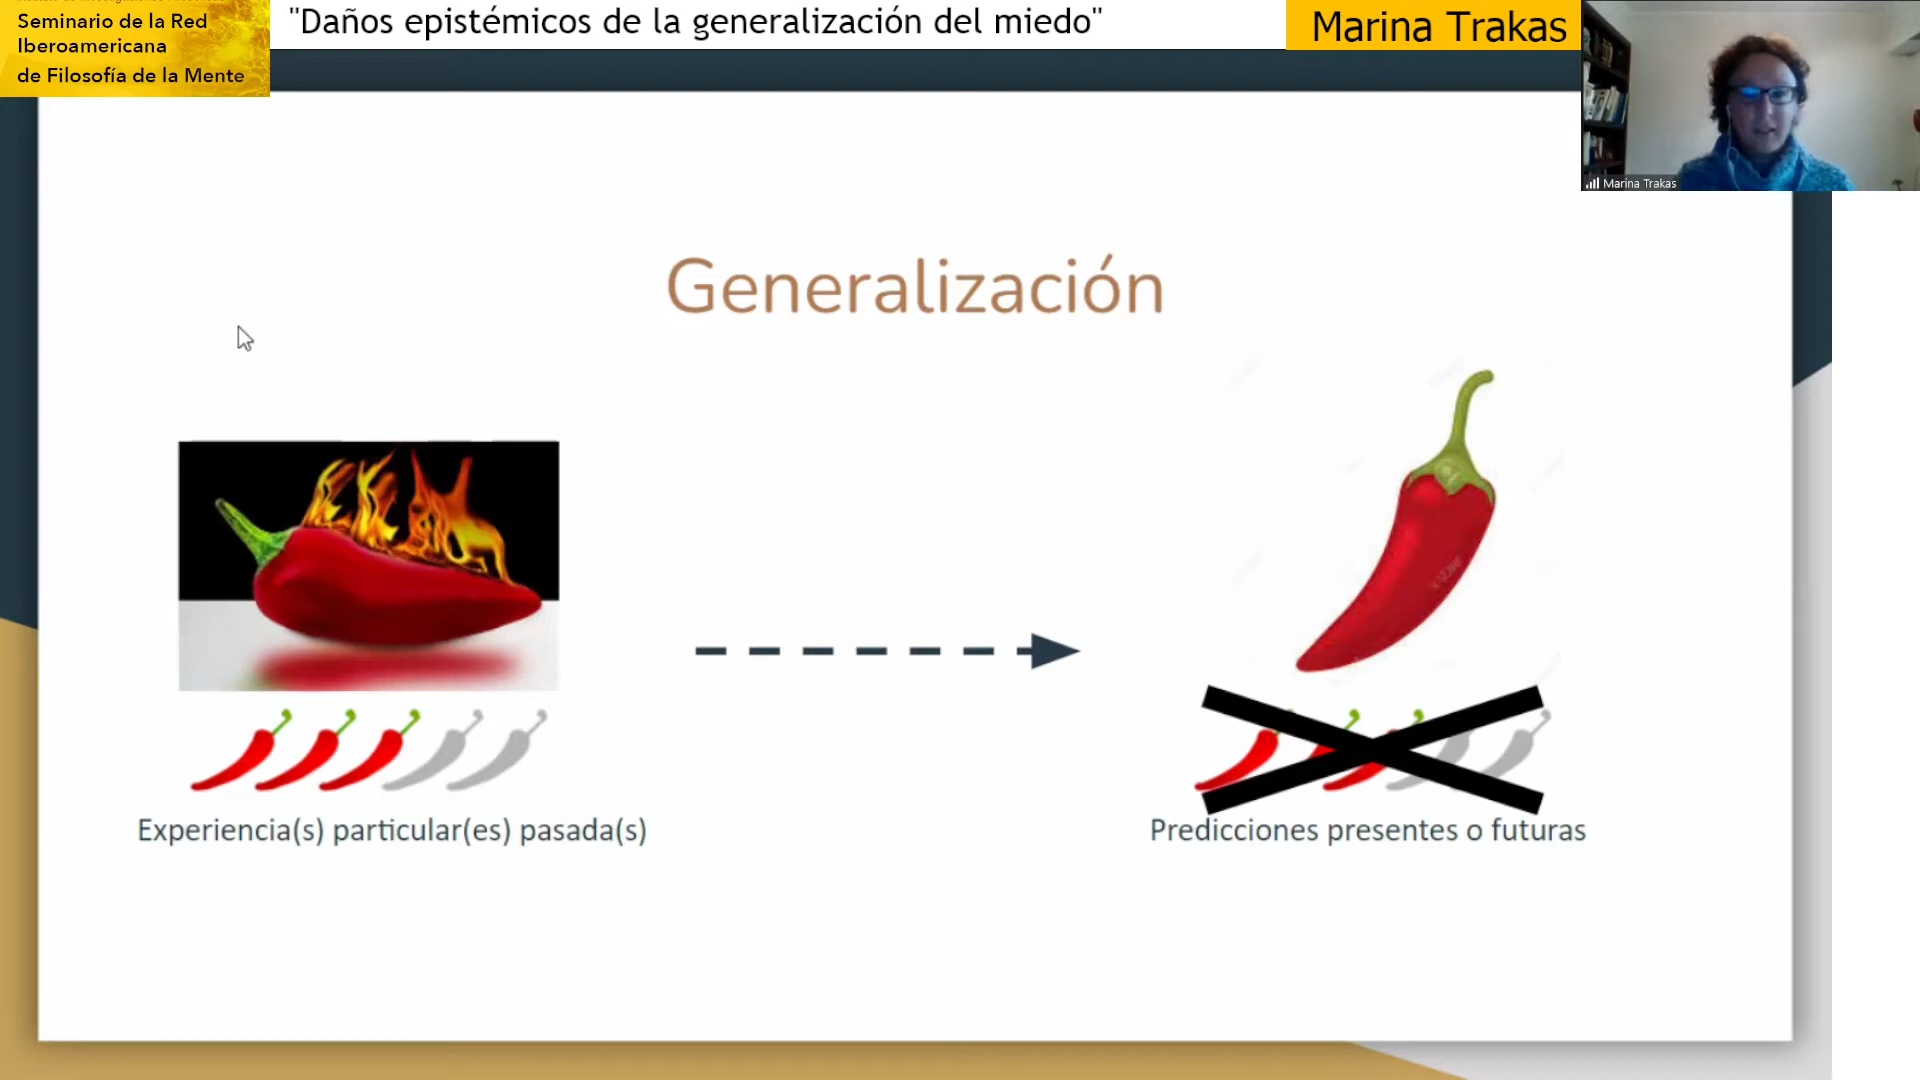 Seminario de la Red
Iberoamericana
de Filosofía de la Mente
"Daños epistémicos de la generalización del miedo"
Marina Trakas
Marina Trakas
Generalización
Experiencia(s) particular(es) pasada(s)
Predicciones presentes o futuras